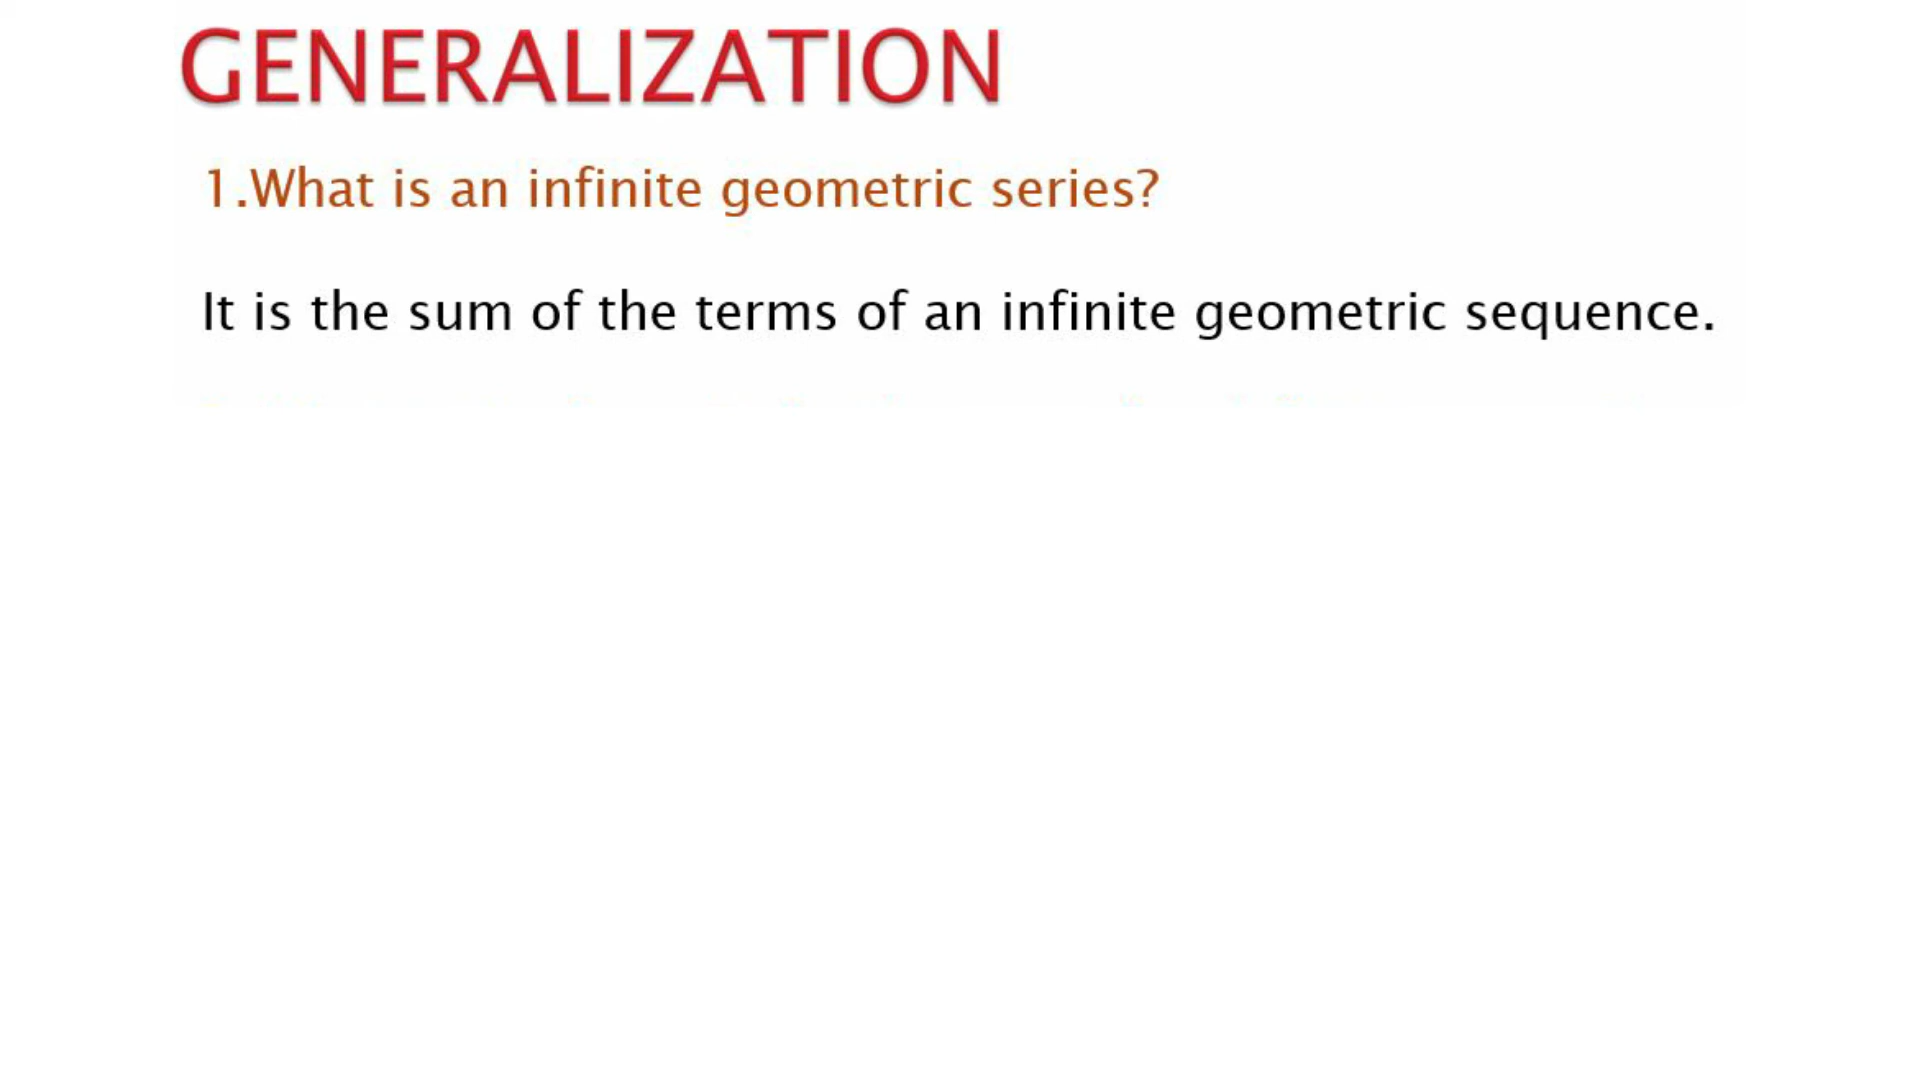 GENERALIZATION
1.What is an infinite geometric series?
It is the sum of the terms of an infinite geometric sequence.